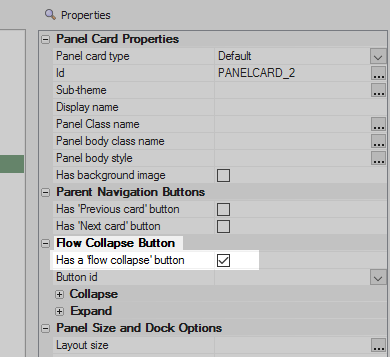 Properties
Panel Card Properties
Panel card type Default
Id PANELCARD_2 ...
Sub-theme ...
Display name
Panel Class name ...
Panel body class name ...
Panel body style ...
Has background image
Parent Navigation Buttons
Has 'Previous card' button
Has 'Next card' button
Flow Collapse Button
Has a 'flow collapse' button
Button id
Collapse
Expand
Panel Size and Dock Options
Layout size ...